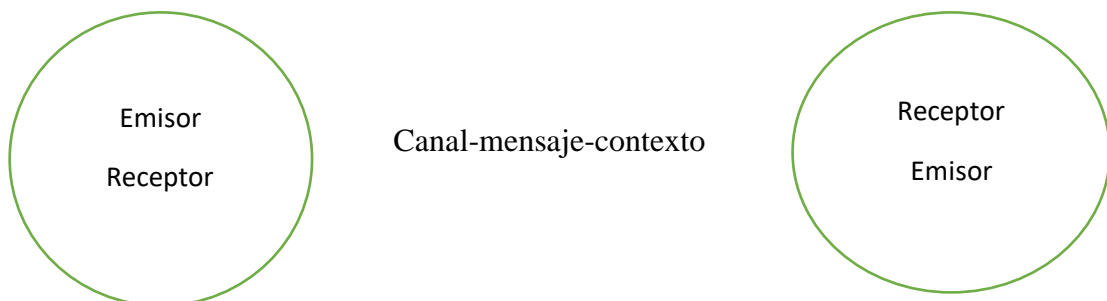 Emisor
Receptor
Canal-mensaje-contexto
Receptor
Emisor